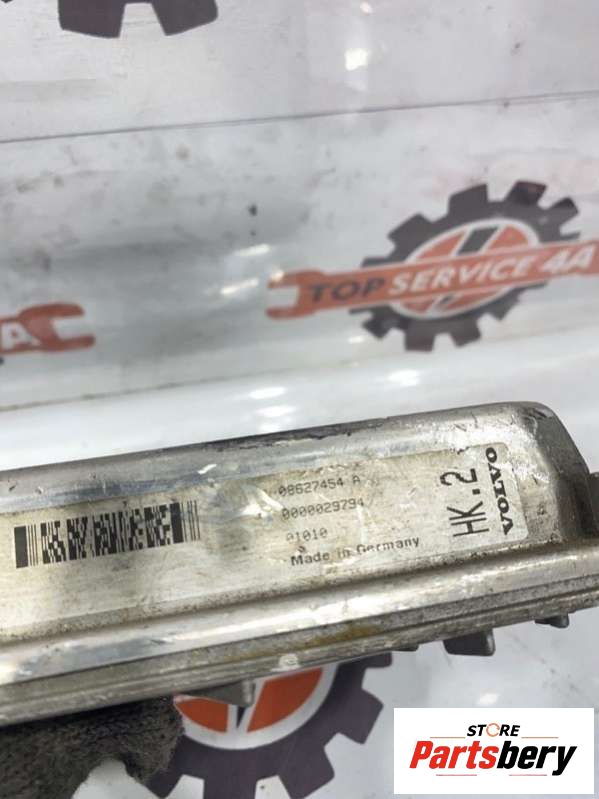 TOP SERVICE 4A
A
08627454 A
0000029794
01010
Made in Germany
HK.2
VOLVO
STORE
Partsbery